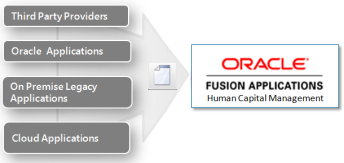 Third Party Providers
Oracle Applications
On Premise Legacy
Applications
Cloud Applications
ORACLE
FUSION APPLICATIONS
Human Capital Management